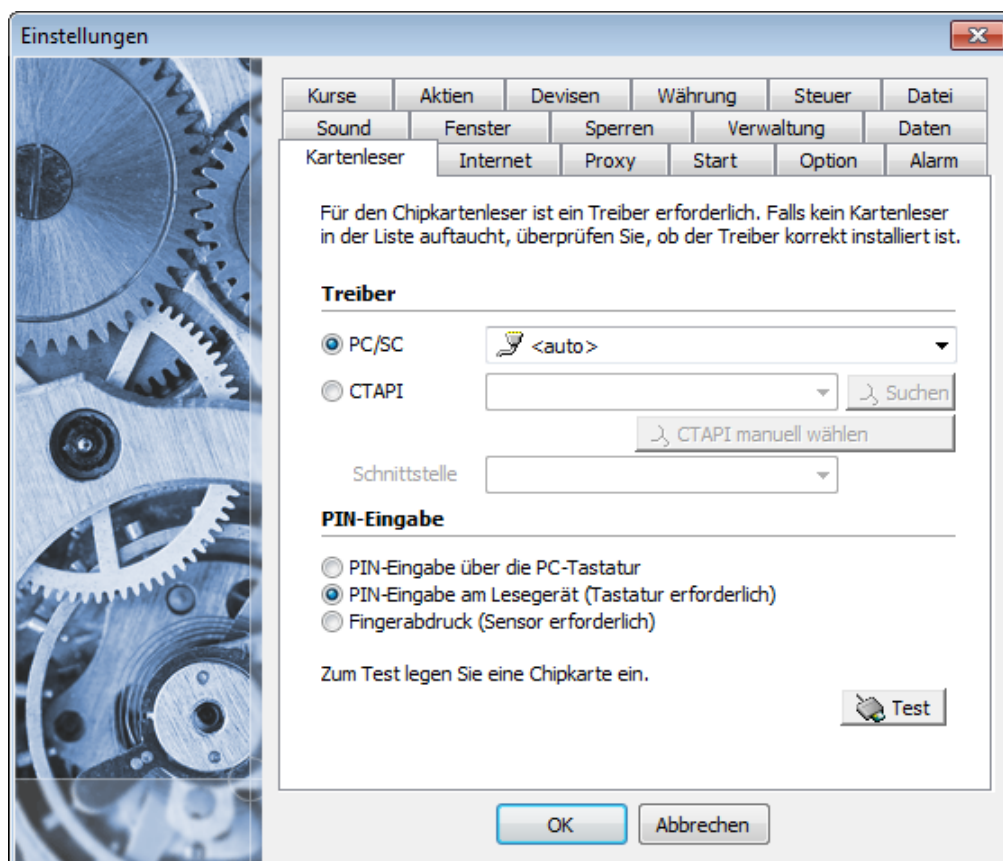 Einstellungen
Kurse Aktien Devisen Währung Steuer Datei
Sound Fenster Sperren Verwaltung Daten
Kartenleser Internet Proxy Start Option Alarm
Für den Chipkartenleser ist ein Treiber erforderlich. Falls kein Kartenleser
in der Liste auftaucht, überprüfen Sie, ob der Treiber korrekt installiert ist.
Treiber
PC/SC <auto>
CTAPI Suchen
CTAPI manuell wählen
Schnittstelle
PIN-Eingabe
PIN-Eingabe über die PC-Tastatur
PIN-Eingabe am Lesegerät (Tastatur erforderlich)
Fingerabdruck (Sensor erforderlich)
Zum Test legen Sie eine Chipkarte ein.
Test
OK Abbrechen